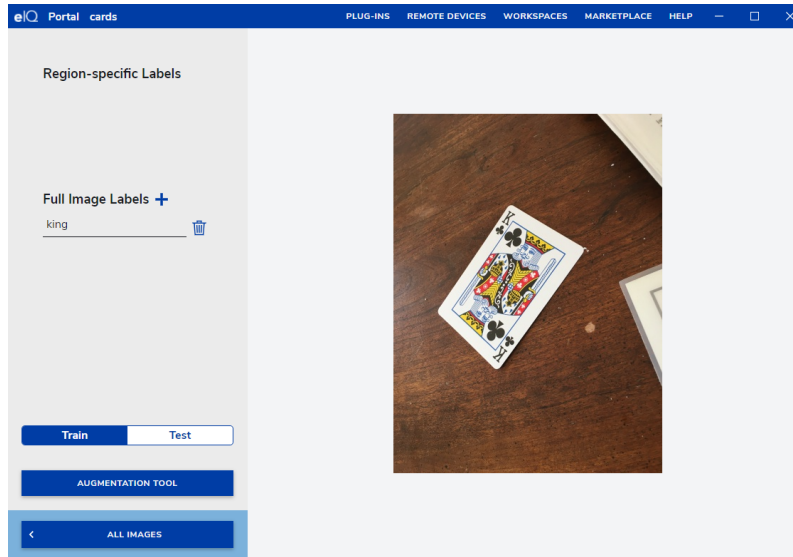 eIQ Portal cards PLUG-INS REMOTE DEVICES WORKSPACES MARKETPLACE HELP
Region-specific Labels
Full Image Labels +
king
Train Test
AUGMENTATION TOOL
ALL IMAGES
K
K